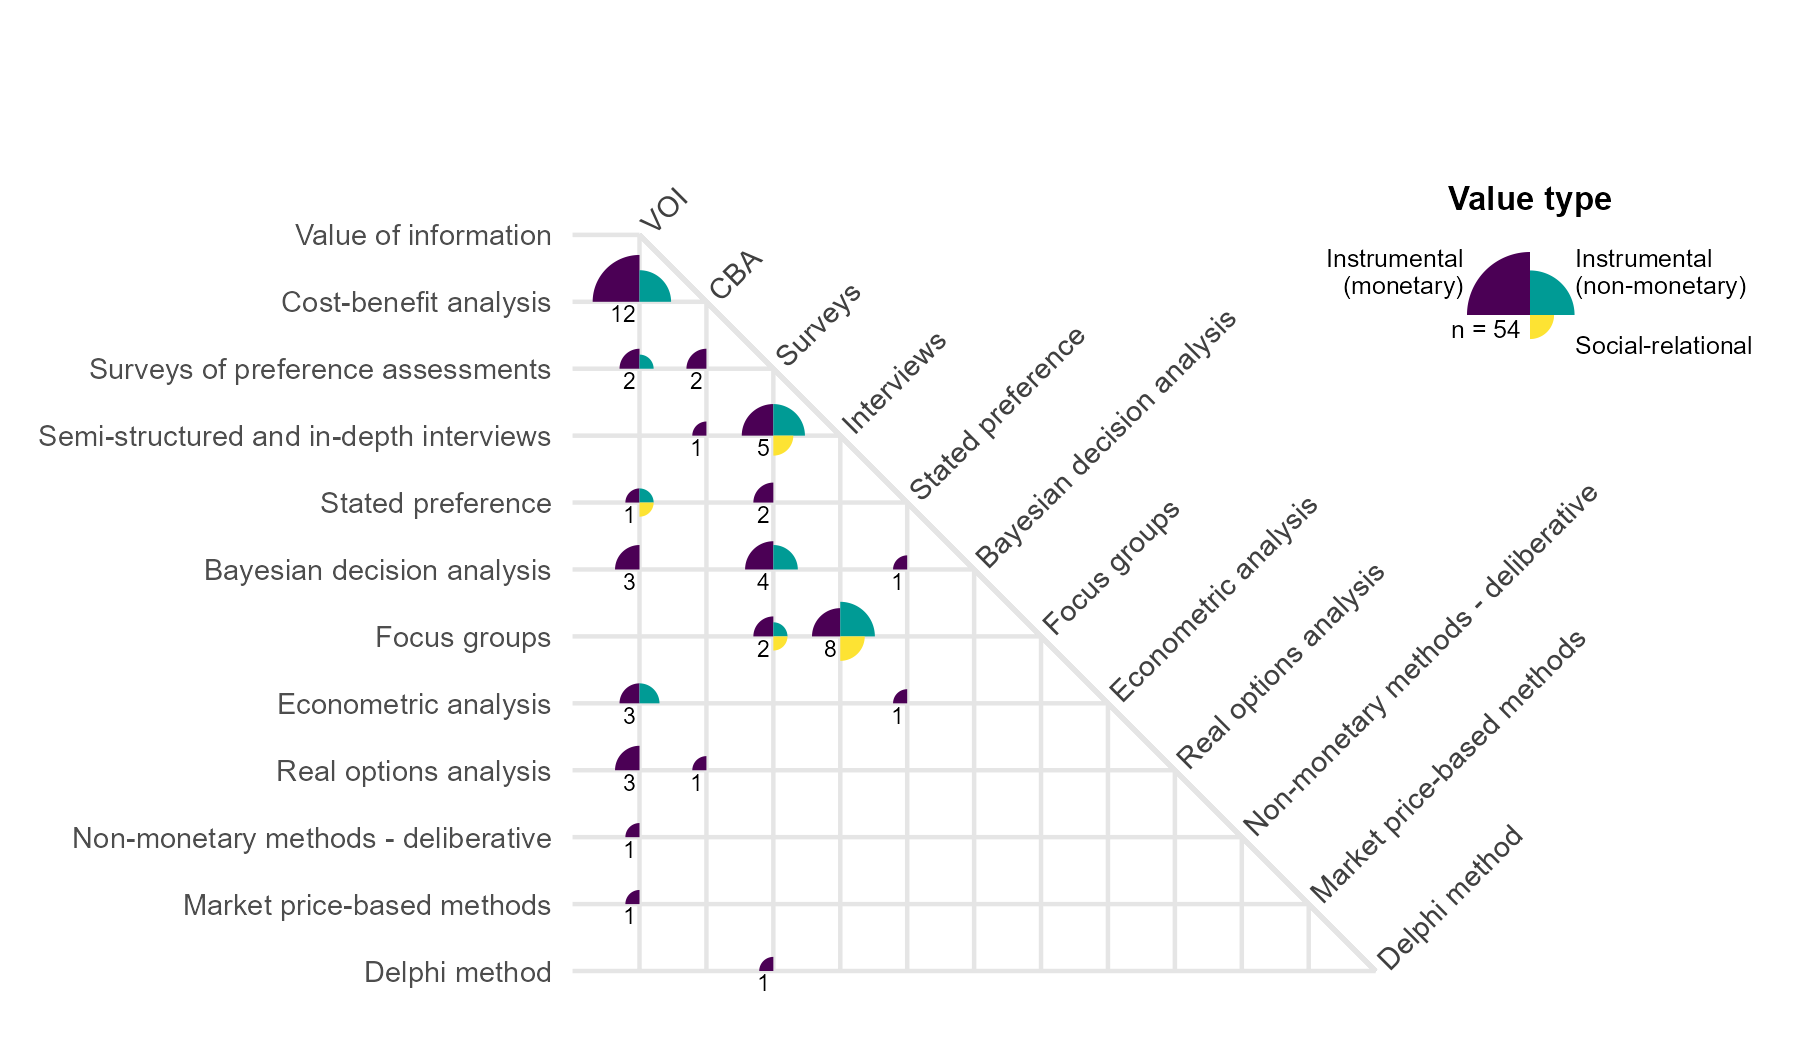 Value type
Instrumental
(monetary)
Instrumental
(non-monetary)
n = 54
Social-relational
VOI
CBA
Surveys
Interviews
Stated preference
Bayesian decision analysis
Focus groups
Econometric analysis
Real options analysis
Non-monetary methods - deliberative
Market price-based methods
Delphi method
Value of information
Cost-benefit analysis
12
Surveys of preference assessments
2 2
Semi-structured and in-depth interviews
1 5
Stated preference
1 2
Bayesian decision analysis
3 4 1
Focus groups
2 8
Econometric analysis
3 1
Real options analysis
3 1
Non-monetary methods - deliberative
1
Market price-based methods
1
Delphi method
1